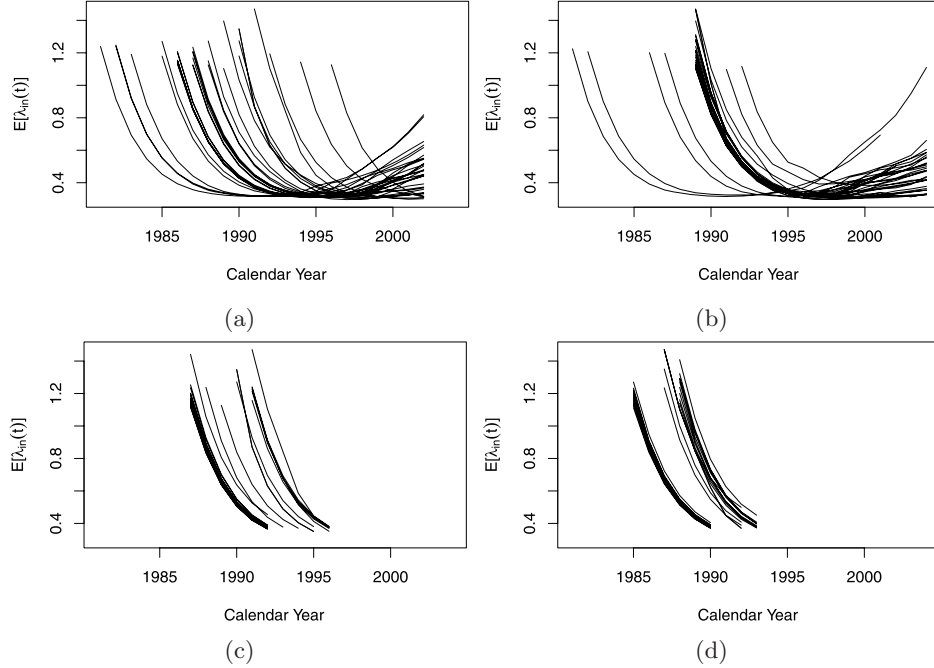 E[λin(t)]
0.4 0.8 1.2
1985 1990 1995 2000
Calendar Year
(a)
E[λin(t)]
0.4 0.8 1.2
1985 1990 1995 2000
Calendar Year
(b)
E[λin(t)]
0.4 0.8 1.2
1985 1990 1995 2000
Calendar Year
(c)
E[λin(t)]
0.4 0.8 1.2
1985 1990 1995 2000
Calendar Year
(d)